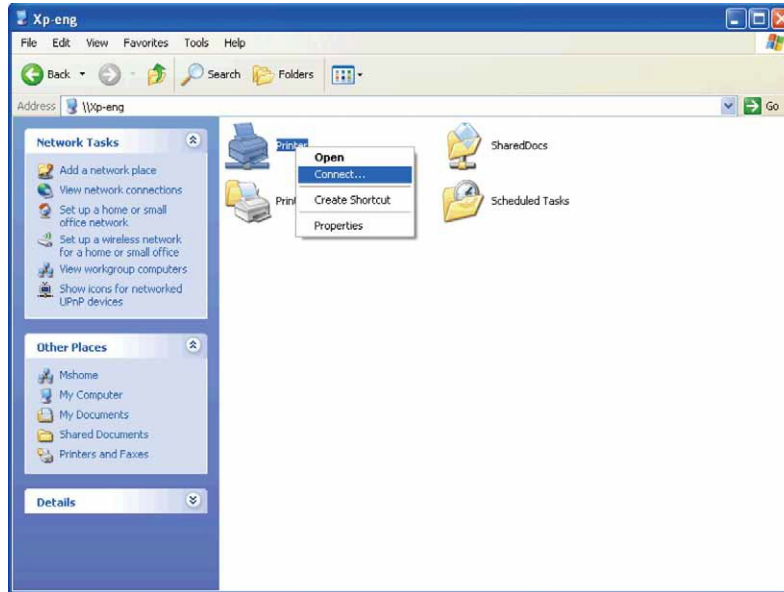 Xp-eng
File Edit View Favorites Tools Help
Back Search Folders
Address \\Xp-eng Go
Network Tasks
Add a network place
View network connections
Set up a home or small
office network
Set up a wireless network
for a home or small office
View workgroup computers
Show icons for networked
UPnP devices
Other Places
Mshome
My Computer
My Documents
Shared Documents
Printers and Faxes
Details
Printer
SharedDocs
Open
Connect...
Create Shortcut
Properties
Scheduled Tasks